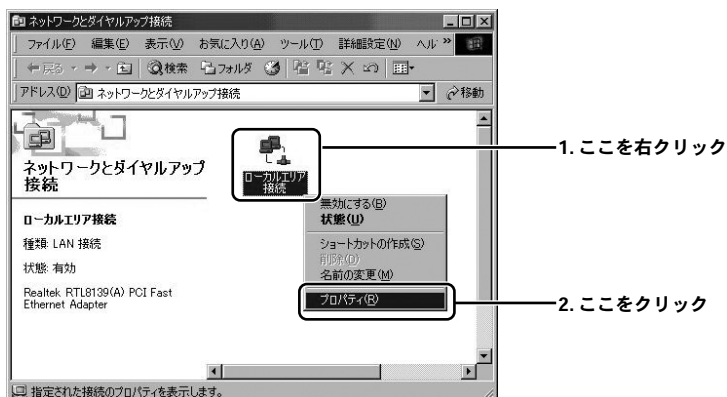 ネットワークとダイヤルアップ接続
ファイル(F) 編集(E) 表示(V) お気に入り(A) ツール(T) 詳細設定(N) ヘル »
戻る 検索 フォルダ
アドレス(D) ネットワークとダイヤルアップ接続 移動
ネットワークとダイヤルアップ
接続
ローカルエリア接続
種類: LAN 接続
状態: 有効
Realtek RTL8139(A) PCI Fast
Ethernet Adapter
ローカルエリア
接続
無効にする(B)
状態(U)
ショートカットの作成(S)
削除(D)
名前の変更(M)
プロパティ(R)
指定された接続のプロパティを表示します。
1. ここを右クリック
2. ここをクリック